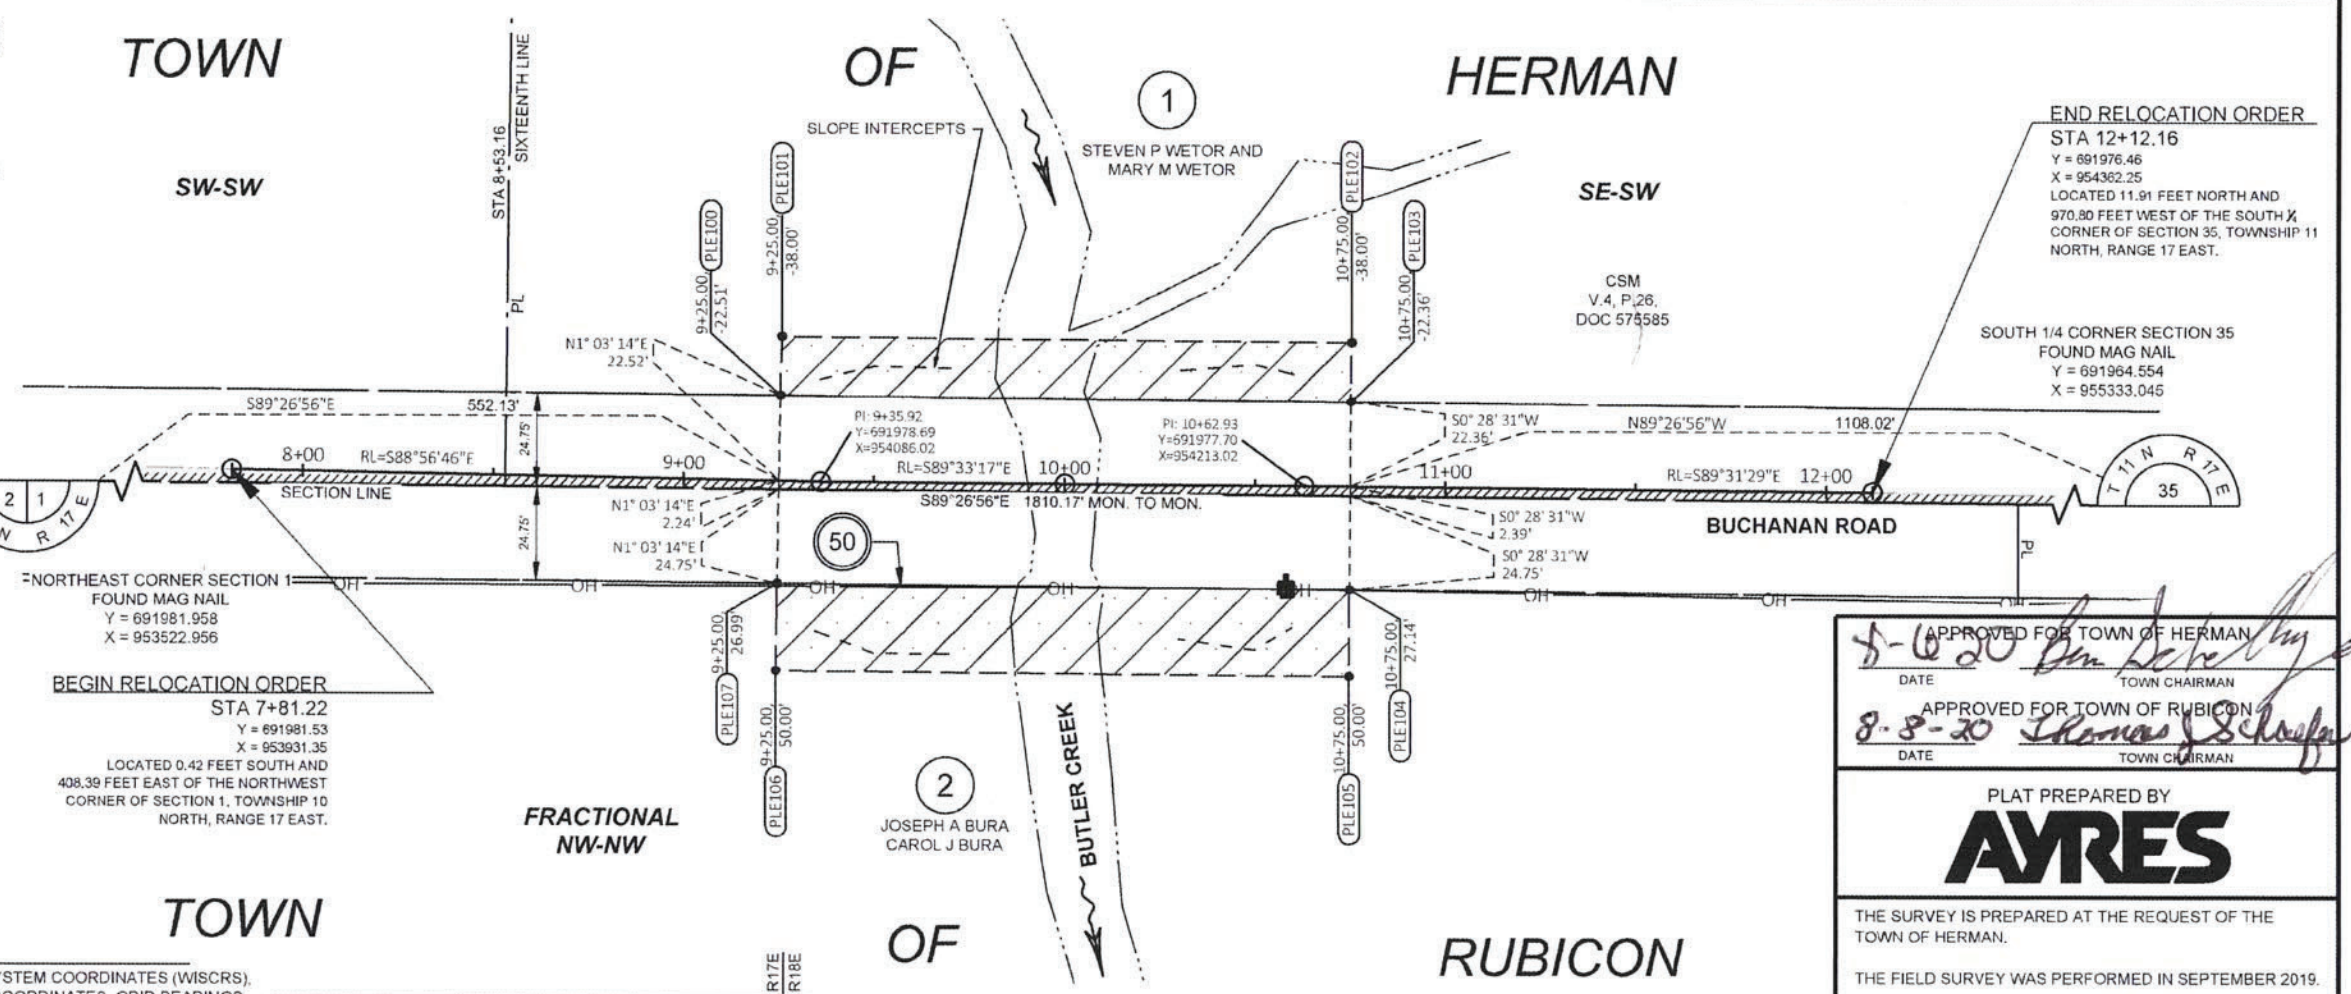 TOWN
OF
HERMAN
SW-SW
STA 8+53.16
SIXTEENTH LINE
PL
SLOPE INTERCEPTS
1
STEVEN P WETOR AND
MARY M WETOR
SE-SW
CSM
V.4, P.26,
DOC 575585
END RELOCATION ORDER
STA 12+12.16
Y = 691976.46
X = 954362.25
LOCATED 11.91 FEET NORTH AND
970.80 FEET WEST OF THE SOUTH ¼
CORNER OF SECTION 35, TOWNSHIP 11
NORTH, RANGE 17 EAST.
SOUTH 1/4 CORNER SECTION 35
FOUND MAG NAIL
Y = 691964.554
X = 955333.045
PLE100
9+25.00
-22.51'
PLE101
9+25.00
-38.00'
PLE102
10+75.00
-38.00'
PLE103
10+75.00
-22.36'
N1° 03' 14"E
22.52'
S89°26'56"E 552.13'
24.75'
PI: 9+35.92
Y=691978.69
X=954086.02
PI: 10+62.93
Y=691977.70
X=954213.02
S0° 28' 31"W
22.36'
N89°26'56"W 1108.02'
8+00
RL=S88°56'46"E
9+00
RL=S89°33'17"E
10+00
11+00
RL=S89°31'29"E
12+00
SECTION LINE
S89°26'56"E 1810.17' MON. TO MON.
BUCHANAN ROAD
T 11 N R 17 E
35
2 1
N R 17 E
24.75'
N1° 03' 14"E
2.24'
N1° 03' 14"E
24.75'
50
S0° 28' 31"W
2.39'
S0° 28' 31"W
24.75'
PL
NORTHEAST CORNER SECTION 1
FOUND MAG NAIL
Y = 691981.958
X = 953522.956
OH OH OH OH OH OH
BEGIN RELOCATION ORDER
STA 7+81.22
Y = 691981.53
X = 953931.35
LOCATED 0.42 FEET SOUTH AND
408.39 FEET EAST OF THE NORTHWEST
CORNER OF SECTION 1, TOWNSHIP 10
NORTH, RANGE 17 EAST.
PLE107
9+25.00
26.99'
PLE106
9+25.00
50.00'
PLE105
10+75.00
50.00'
PLE104
10+75.00
27.14'
FRACTIONAL
NW-NW
2
JOSEPH A BURA
CAROL J BURA
BUTLER CREEK
TOWN
OF
RUBICON
R17E
R18E
APPROVED FOR TOWN OF HERMAN
8-6-20
DATE
TOWN CHAIRMAN
APPROVED FOR TOWN OF RUBICON
8-8-20 Thomas J Schaefer
DATE
TOWN CHAIRMAN
PLAT PREPARED BY
AYRES
THE SURVEY IS PREPARED AT THE REQUEST OF THE
TOWN OF HERMAN.
THE FIELD SURVEY WAS PERFORMED IN SEPTEMBER 2019.
YSTEM COORDINATES (WISCRS),